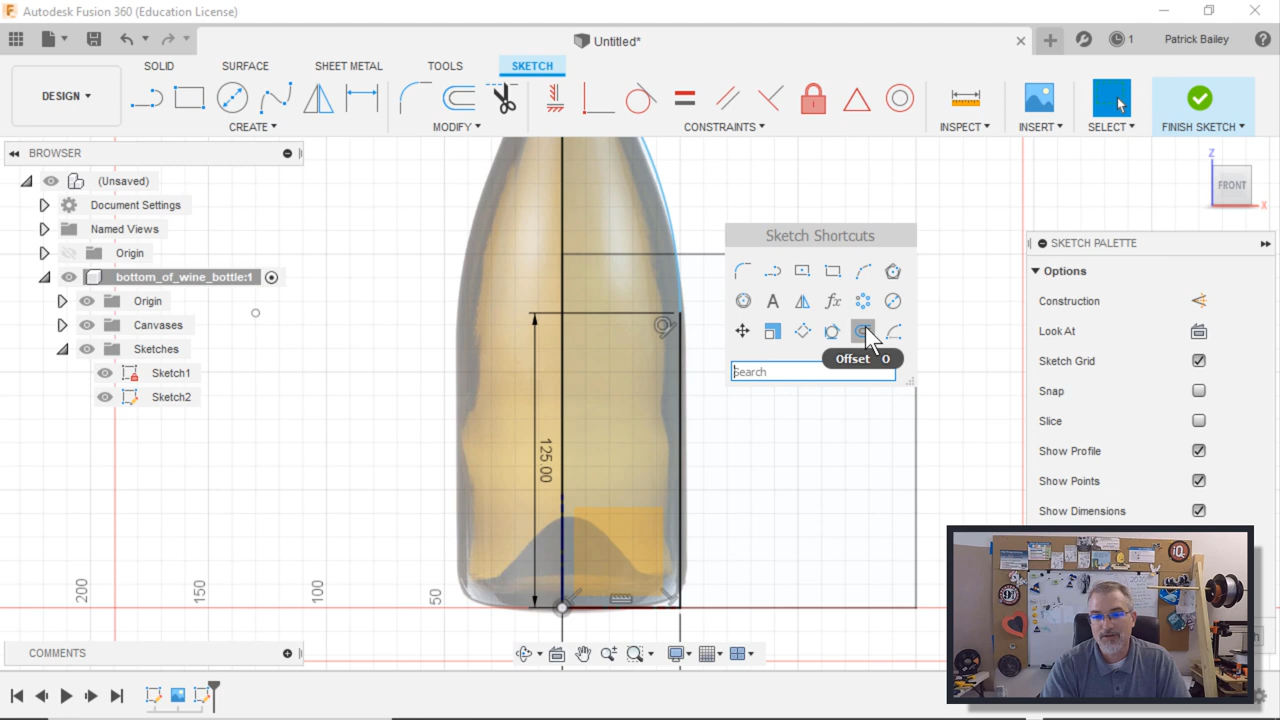 Autodesk Fusion 360 (Education License)
Untitled*
1
Patrick Bailey
DESIGN
SOLID
SURFACE
SHEET METAL
TOOLS
SKETCH
CREATE
MODIFY
CONSTRAINTS
INSPECT
INSERT
SELECT
FINISH SKETCH
BROWSER
(Unsaved)
Document Settings
Named Views
Origin
bottom_of_wine_bottle:1
Origin
Canvases
Sketches
Sketch1
Sketch2
Z
FRONT
X
Sketch Shortcuts
A
fx
Offset O
Search
SKETCH PALETTE
Options
Construction
Look At
Sketch Grid
Snap
Slice
Show Profile
Show Points
Show Dimensions
125.00
200
150
100
50
iQ
COMMENTS